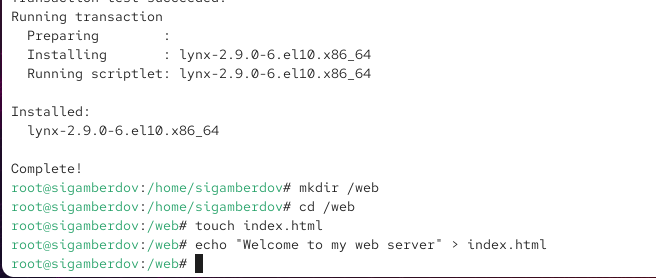 Transaction test succeeded.
Running transaction
  Preparing        :
  Installing       : lynx-2.9.0-6.el10.x86_64
  Running scriptlet: lynx-2.9.0-6.el10.x86_64

Installed:
  lynx-2.9.0-6.el10.x86_64

Complete!
root@sigamberdov:/home/sigamberdov# mkdir /web
root@sigamberdov:/home/sigamberdov# cd /web
root@sigamberdov:/web# touch index.html
root@sigamberdov:/web# echo "Welcome to my web server" > index.html
root@sigamberdov:/web#